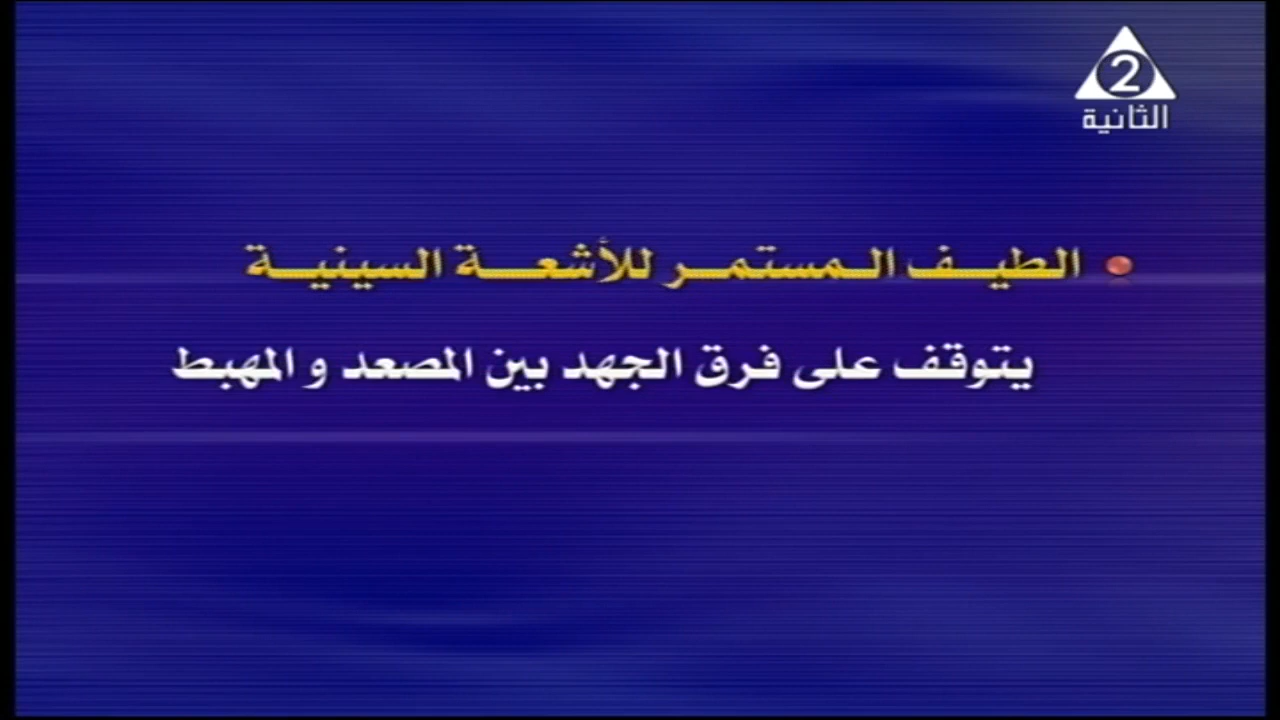 2
الثانية
الطيف المستمر للأشعة السينية
يتوقف على فرق الجهد بين المصعد و المهبط